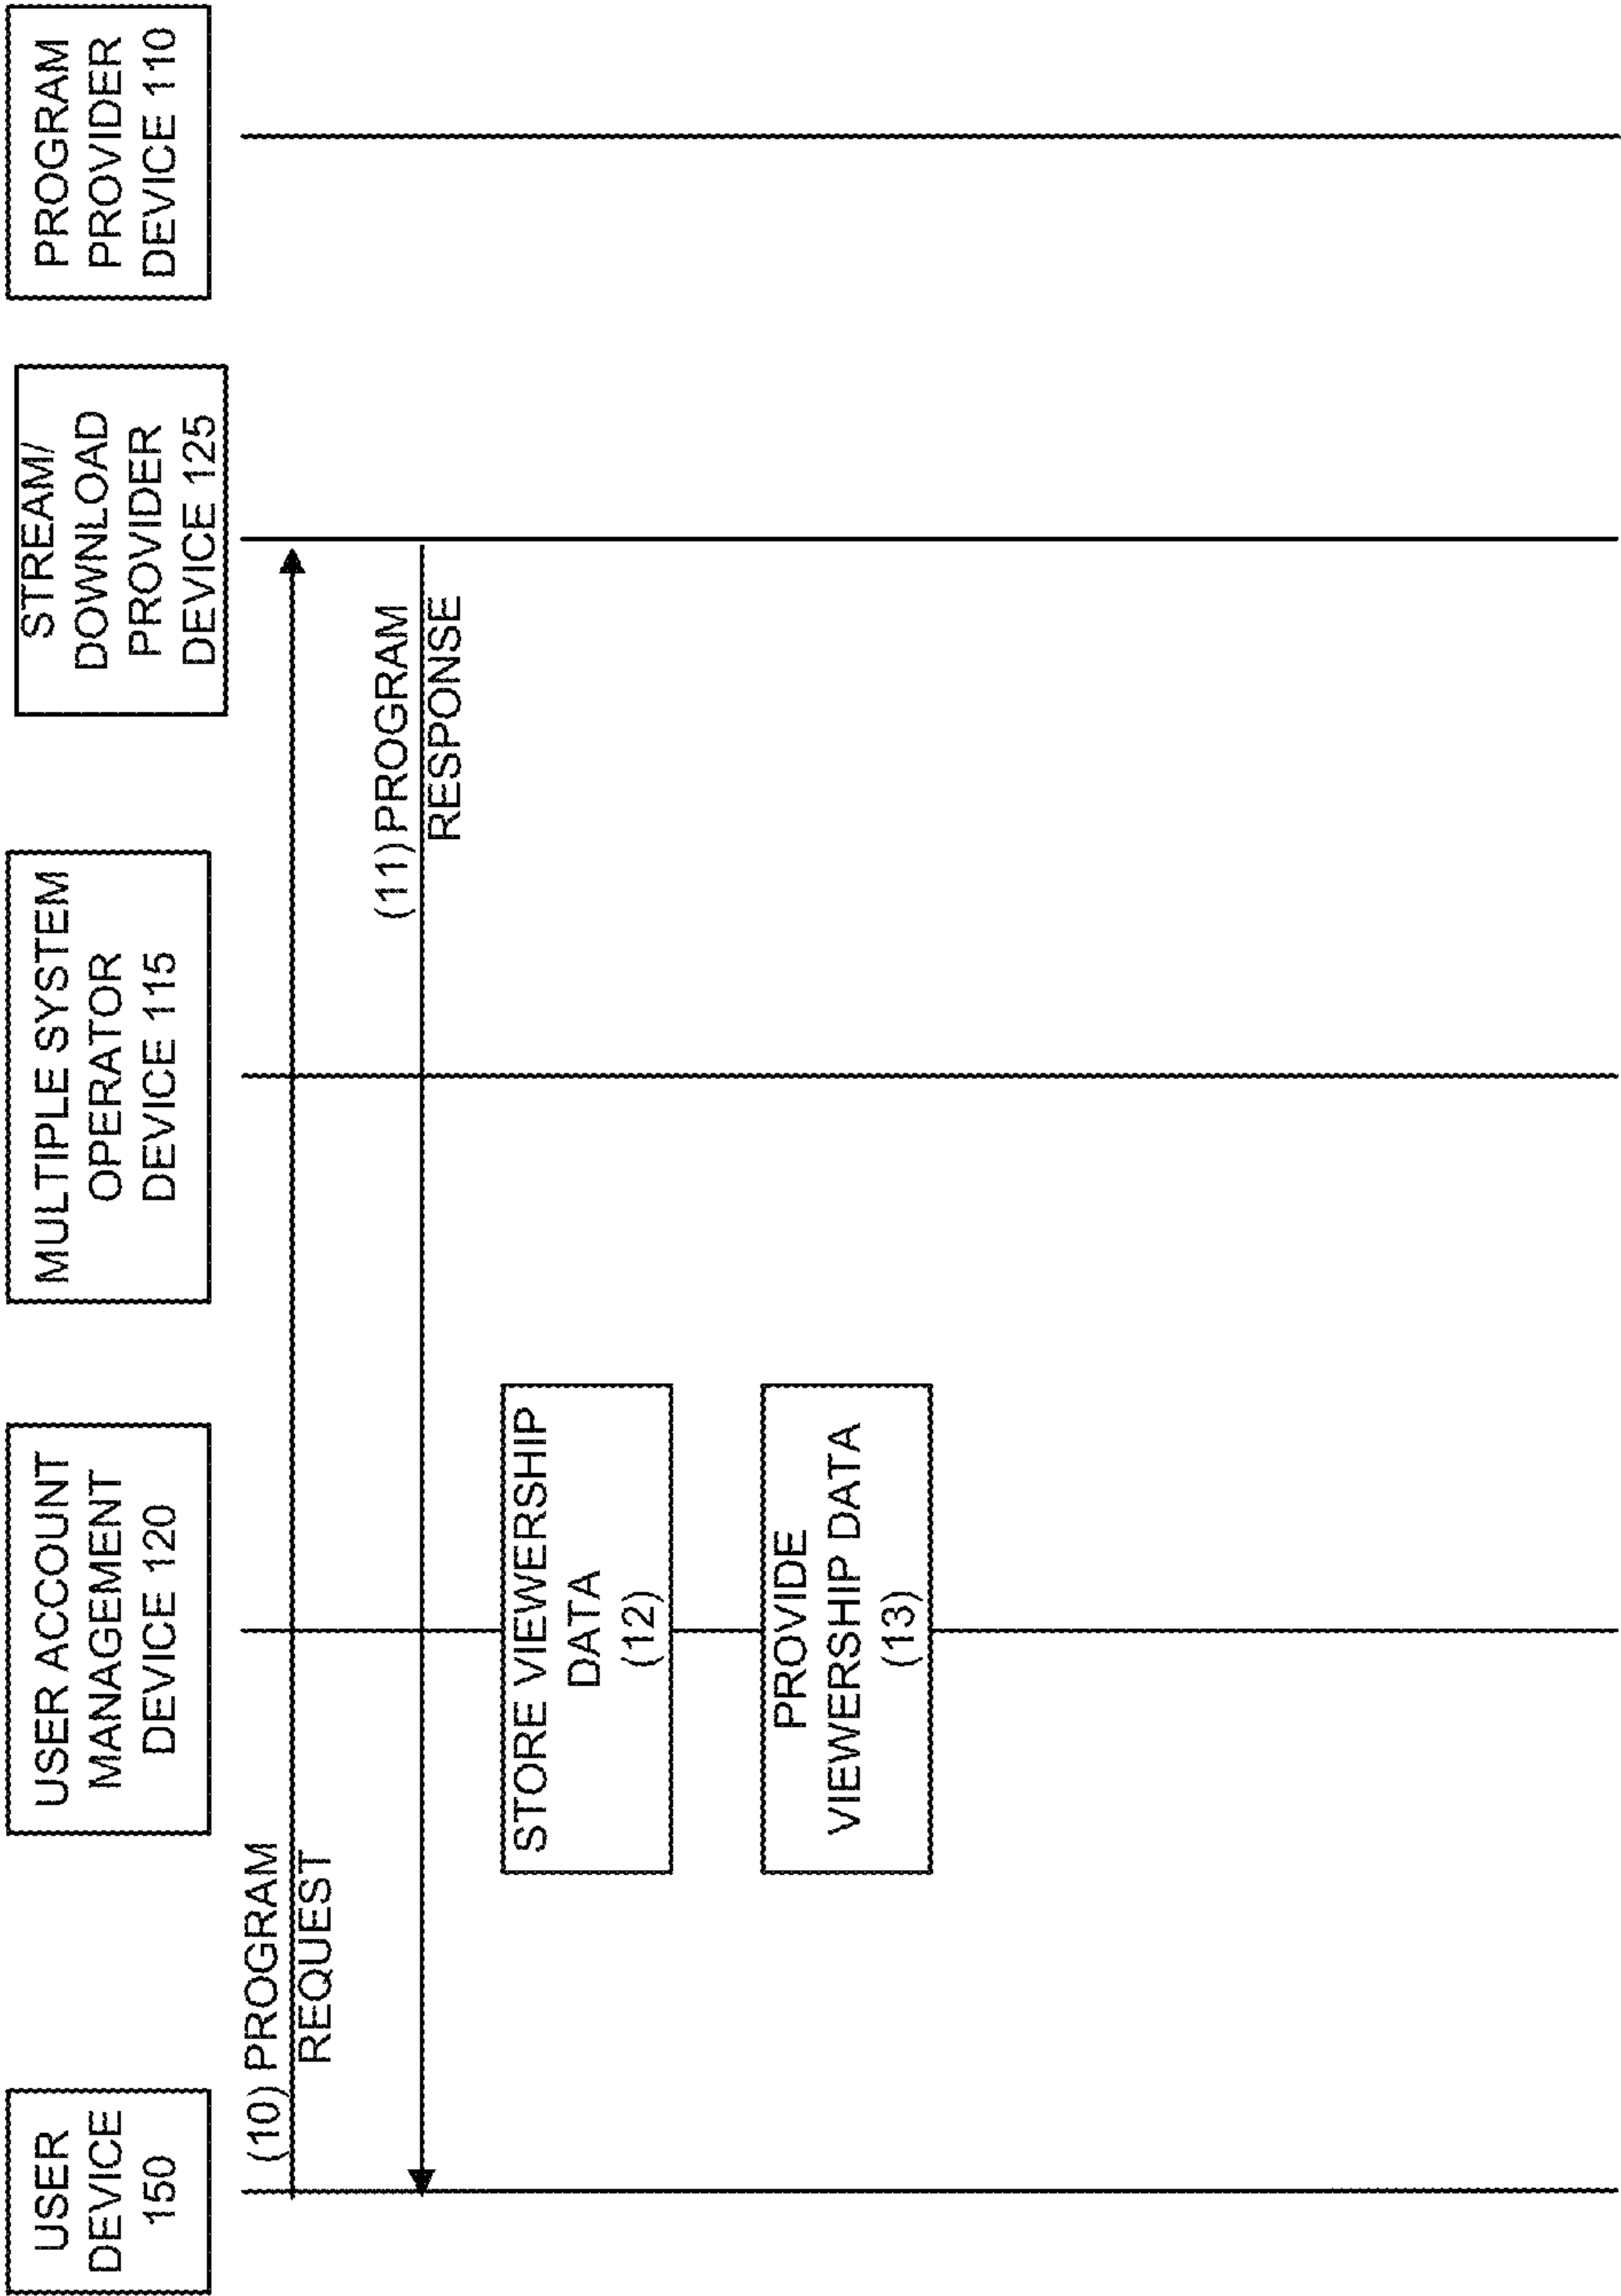 USER
DEVICE
150
USER ACCOUNT
MANAGEMENT
DEVICE 120
MULTIPLE SYSTEM
OPERATOR
DEVICE 115
STREAM/
DOWNLOAD
PROVIDER
DEVICE 125
PROGRAM
PROVIDER
DEVICE 110
(10) PROGRAM
REQUEST
(11) PROGRAM
RESPONSE
STORE VIEWERSHIP
DATA
(12)
PROVIDE
VIEWERSHIP DATA
(13)